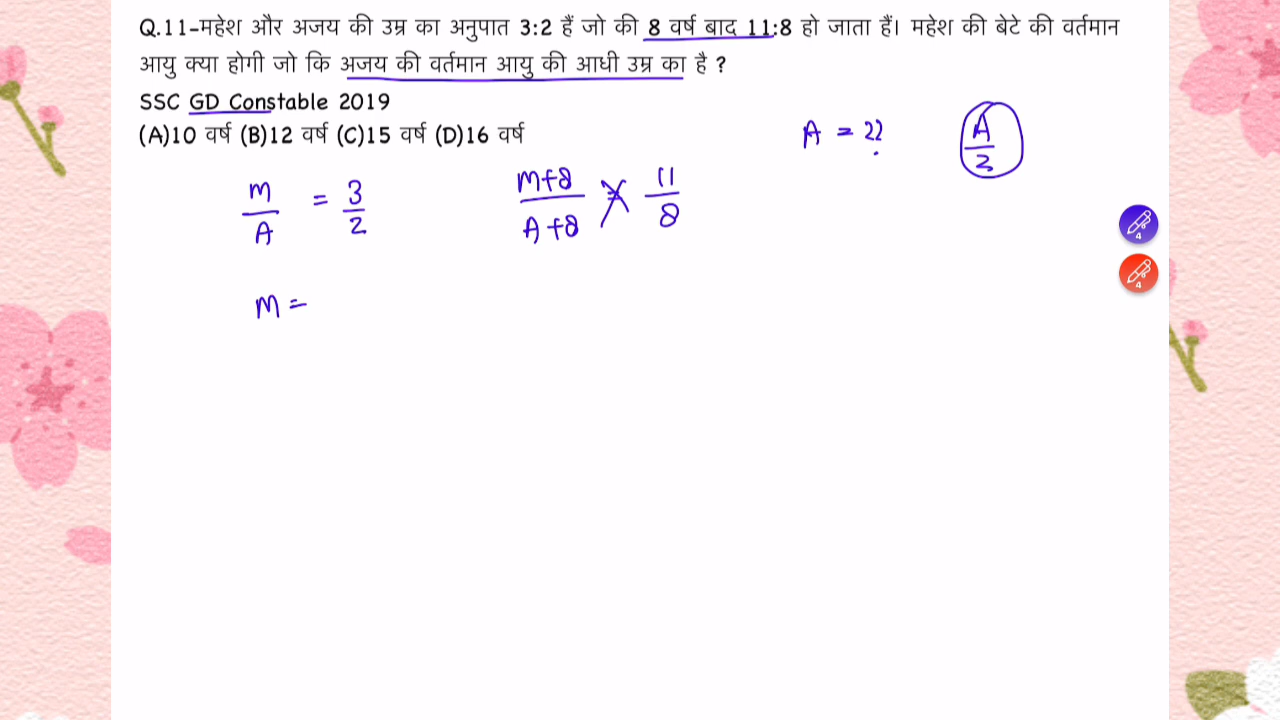 Q.11-महेश और अजय की उम्र का अनुपात 3:2 हैं जो की 8 वर्ष बाद 11:8 हो जाता हैं। महेश की बेटे की वर्तमान
आयु क्या होगी जो कि अजय की वर्तमान आयु की आधी उम्र का है ?
SSC GD Constable 2019
(A)10 वर्ष (B)12 वर्ष (C)15 वर्ष (D)16 वर्ष
A = ??
A/2
m/A = 3/2
m+8/A+8 = 11/8
M =
4
4